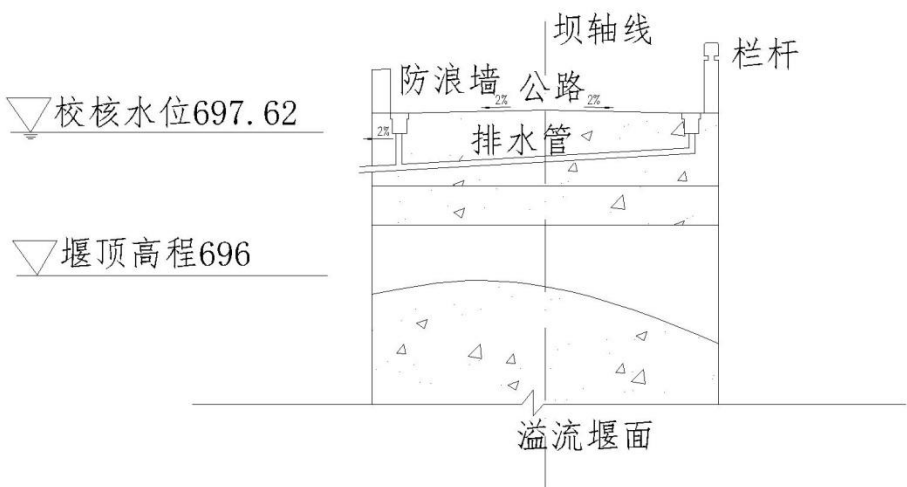 坝轴线
栏杆
防浪墙
公路
2%
2%
校核水位697.62
2%
排水管
堰顶高程696
溢流堰面